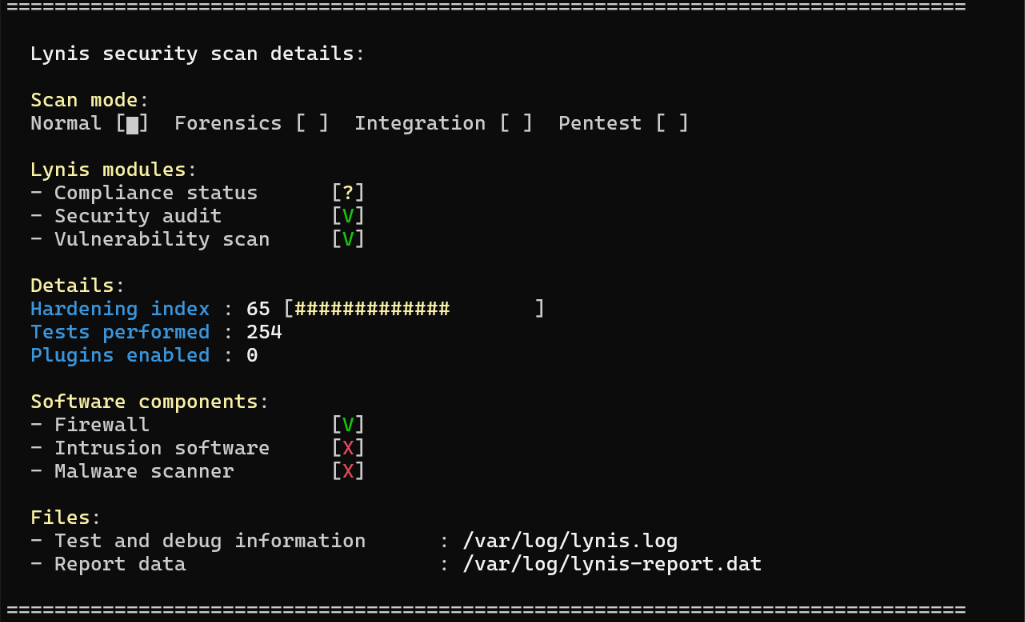 ================================================================================
Lynis security scan details:
Scan mode:
Normal [■]  Forensics [ ]  Integration [ ]  Pentest [ ]
Lynis modules:
- Compliance status      [?]
- Security audit         [V]
- Vulnerability scan     [V]
Details:
Hardening index : 65 [#############       ]
Tests performed : 254
Plugins enabled : 0
Software components:
- Firewall               [V]
- Intrusion software     [X]
- Malware scanner        [X]
Files:
- Test and debug information      : /var/log/lynis.log
- Report data                     : /var/log/lynis-report.dat
================================================================================